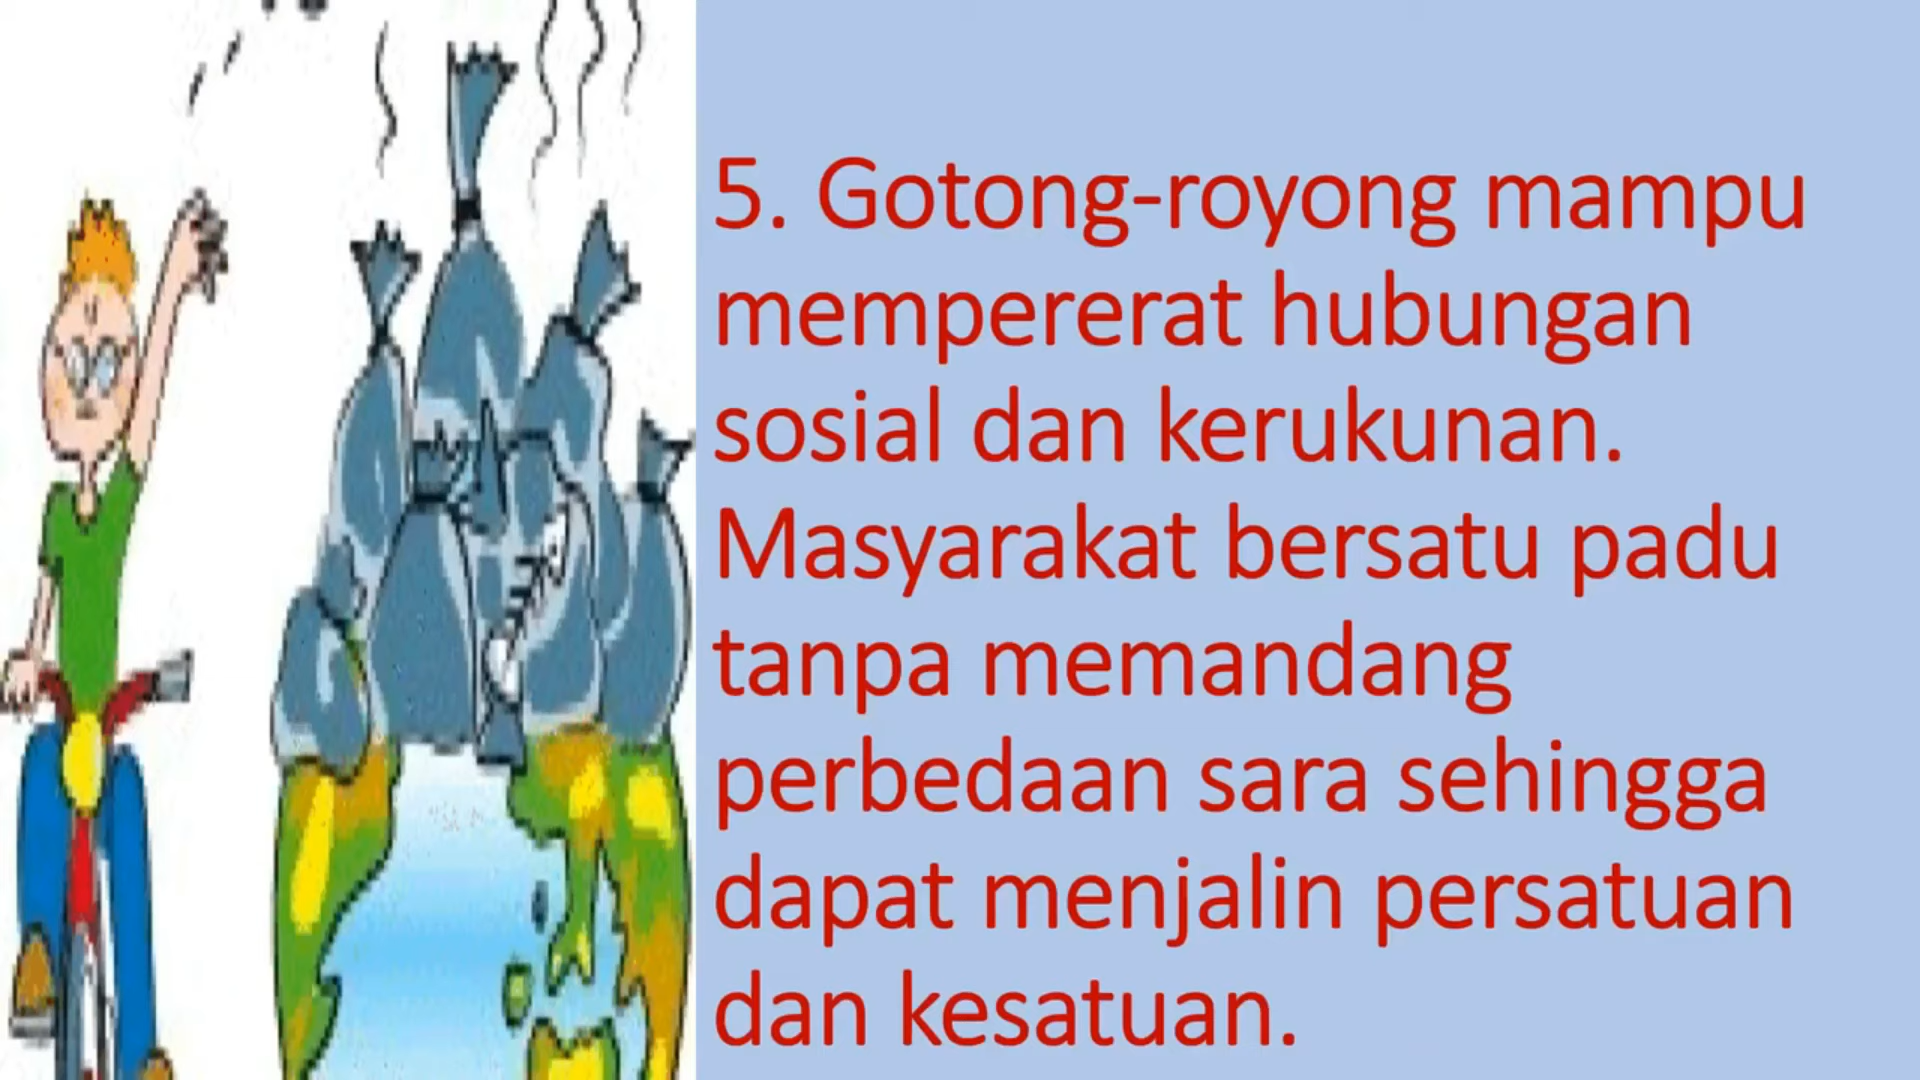 5. Gotong-royong mampu
mempererat hubungan
sosial dan kerukunan.
Masyarakat bersatu padu
tanpa memandang
perbedaan sara sehingga
dapat menjalin persatuan
dan kesatuan.